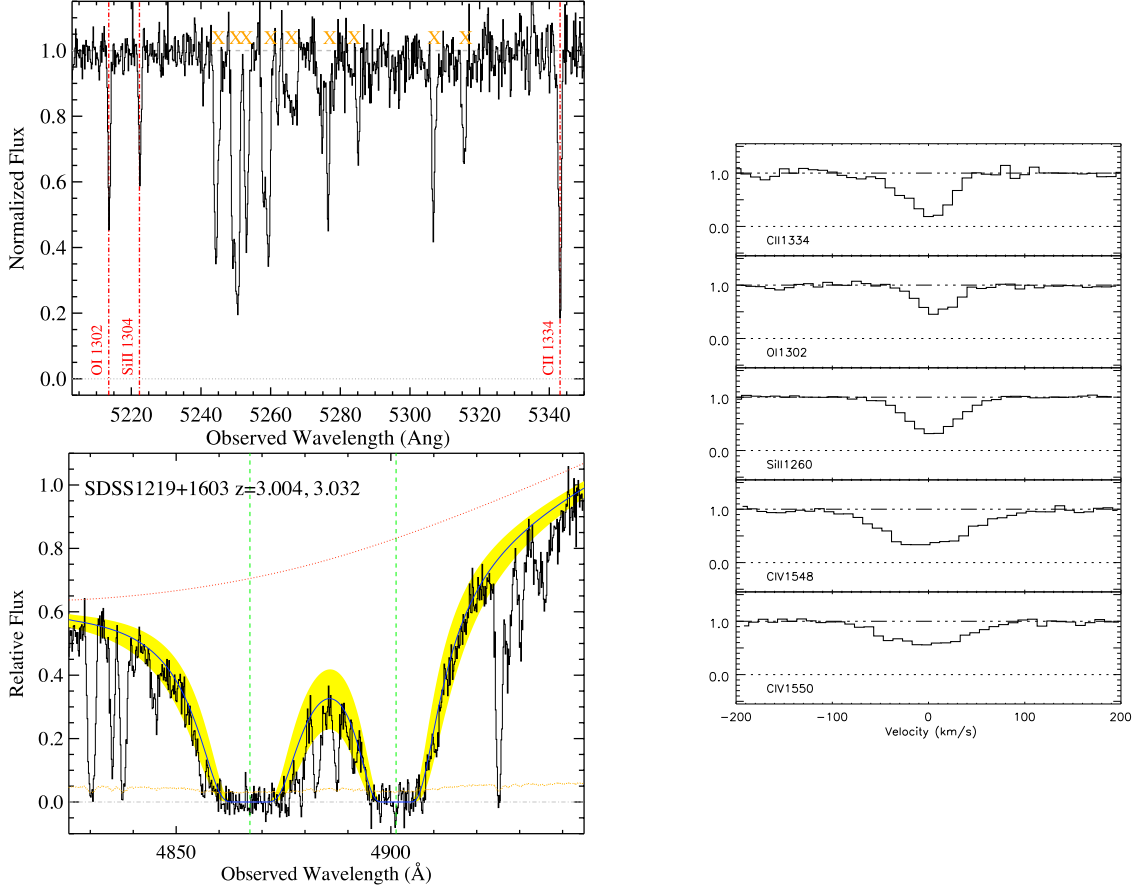 X XX X X X X X X
1.0
0.8
0.6
0.4
0.2
0.0
Normalized Flux
OI 1302
SiII 1304
CII 1334
5220 5240 5260 5280 5300 5320 5340
Observed Wavelength (Ang)
SDSS1219+1603 z=3.004, 3.032
1.0
0.8
0.6
0.4
0.2
0.0
Relative Flux
4850 4900
Observed Wavelength (Å)
1.0
0.0
CII1334
1.0
0.0
OI1302
1.0
0.0
SiII1260
1.0
0.0
CIV1548
1.0
0.0
CIV1550
-200 -100 0 100 200
Velocity (km/s)